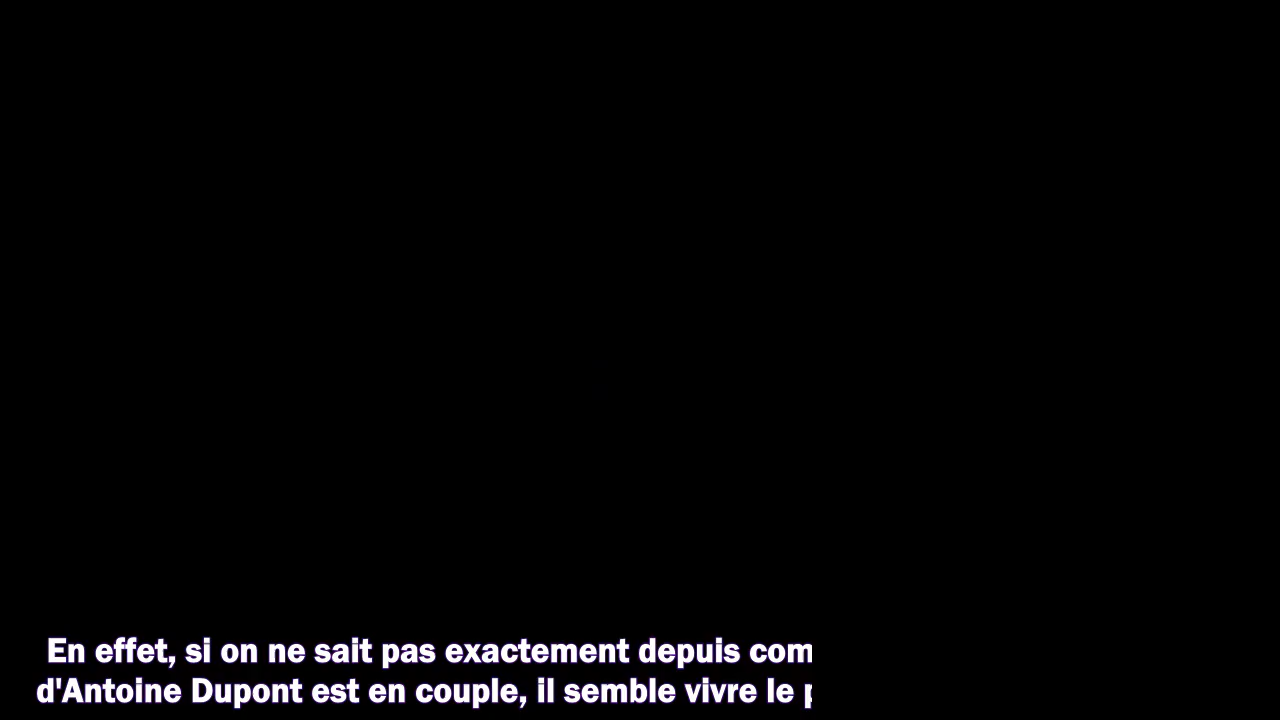 En effet, si on ne sait pas exactement depuis com
d'Antoine Dupont est en couple, il semble vivre le